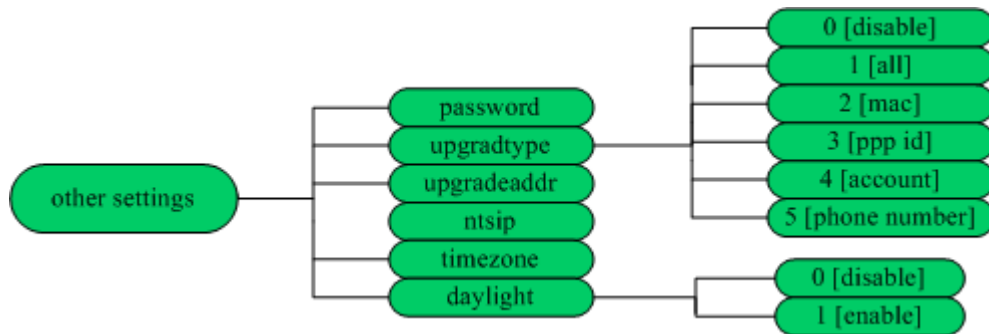 other settings
password
upgradtype
upgradeaddr
ntsip
timezone
daylight
0 [disable]
1 [all]
2 [mac]
3 [ppp id]
4 [account]
5 [phone number]
0 [disable]
1 [enable]